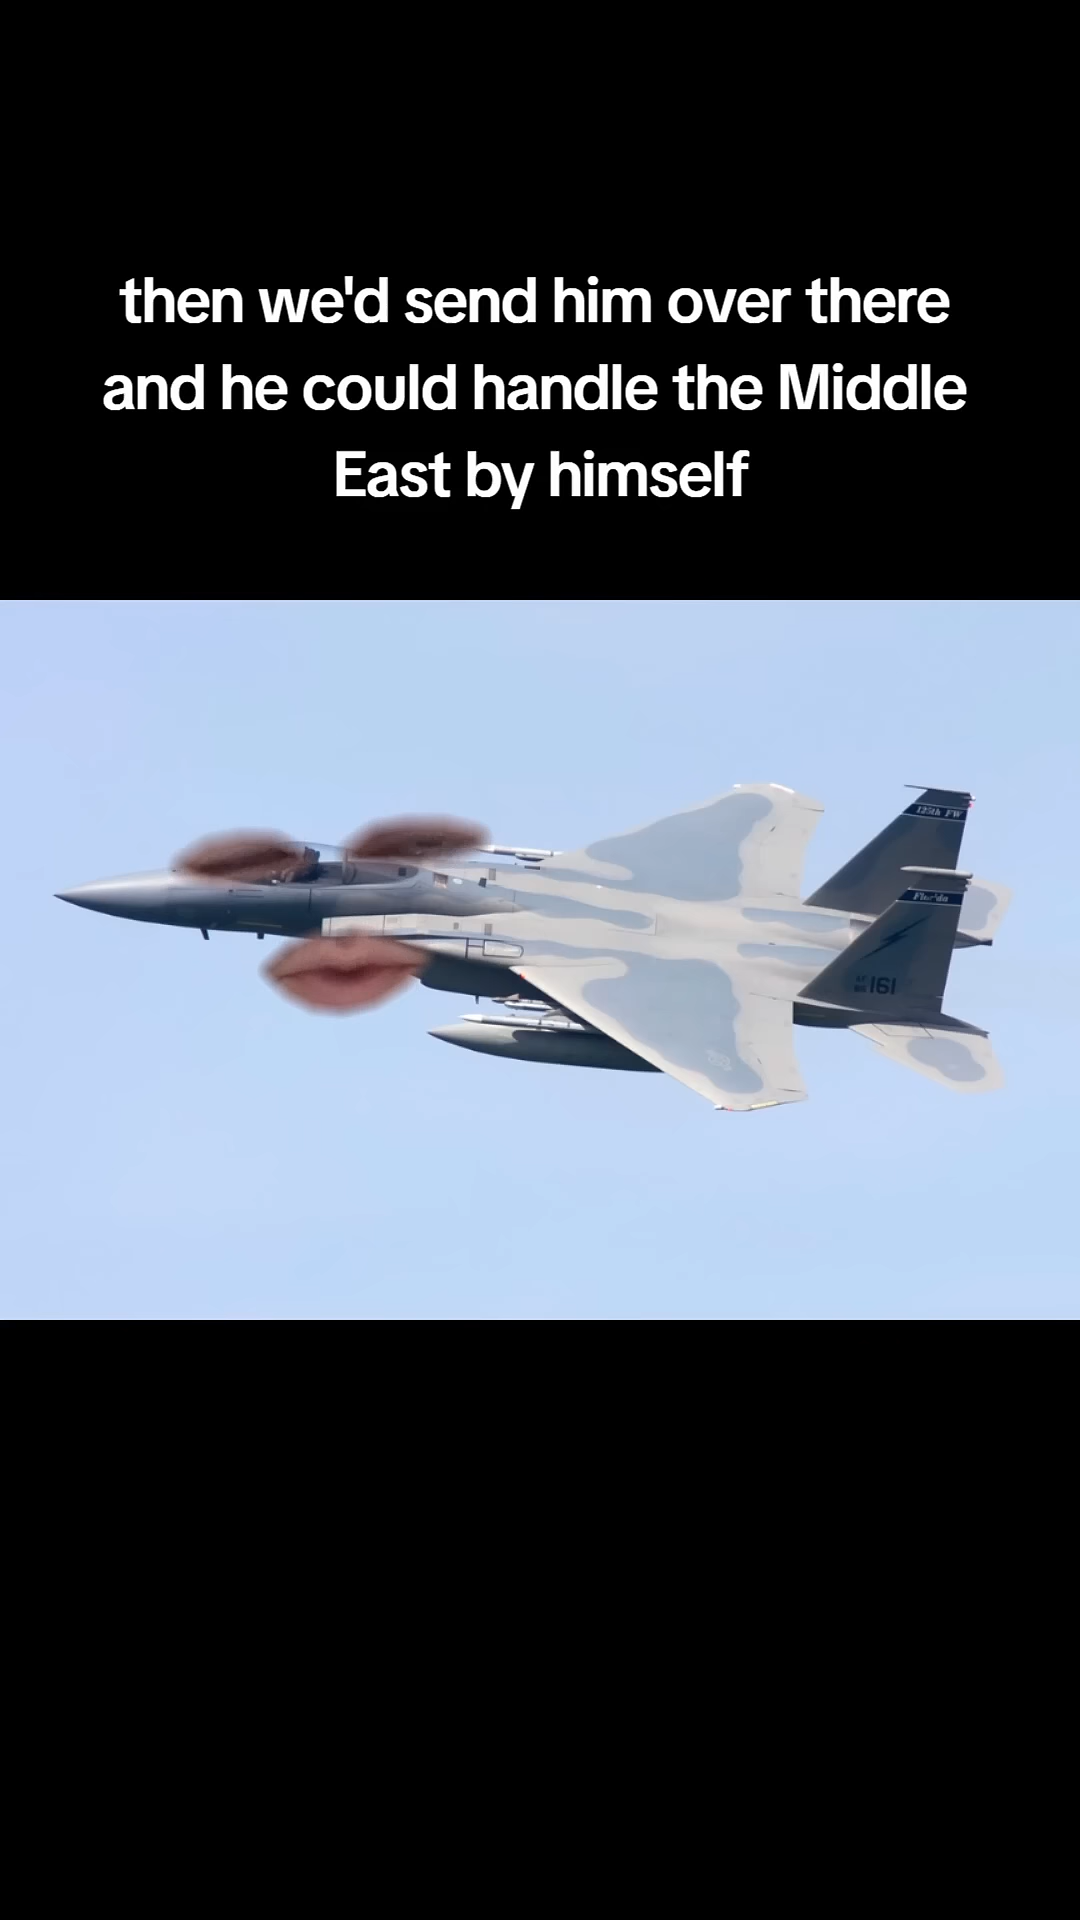 then we'd send him over there
and he could handle the Middle
East by himself
125th FW
Florida
AF
161